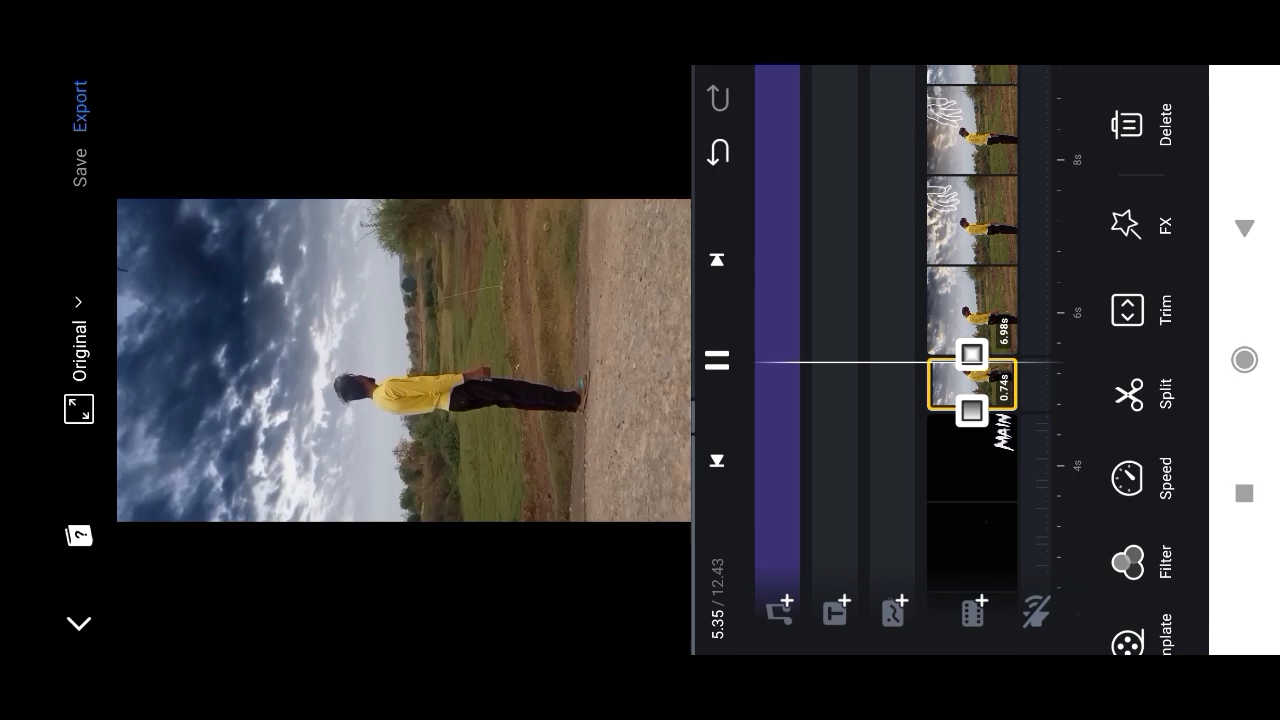 Original
Save
Export
5.35 / 12.43
MAIN
0.74s
6.98s
4s
6s
8s
Filter
Speed
Split
Trim
FX
Delete